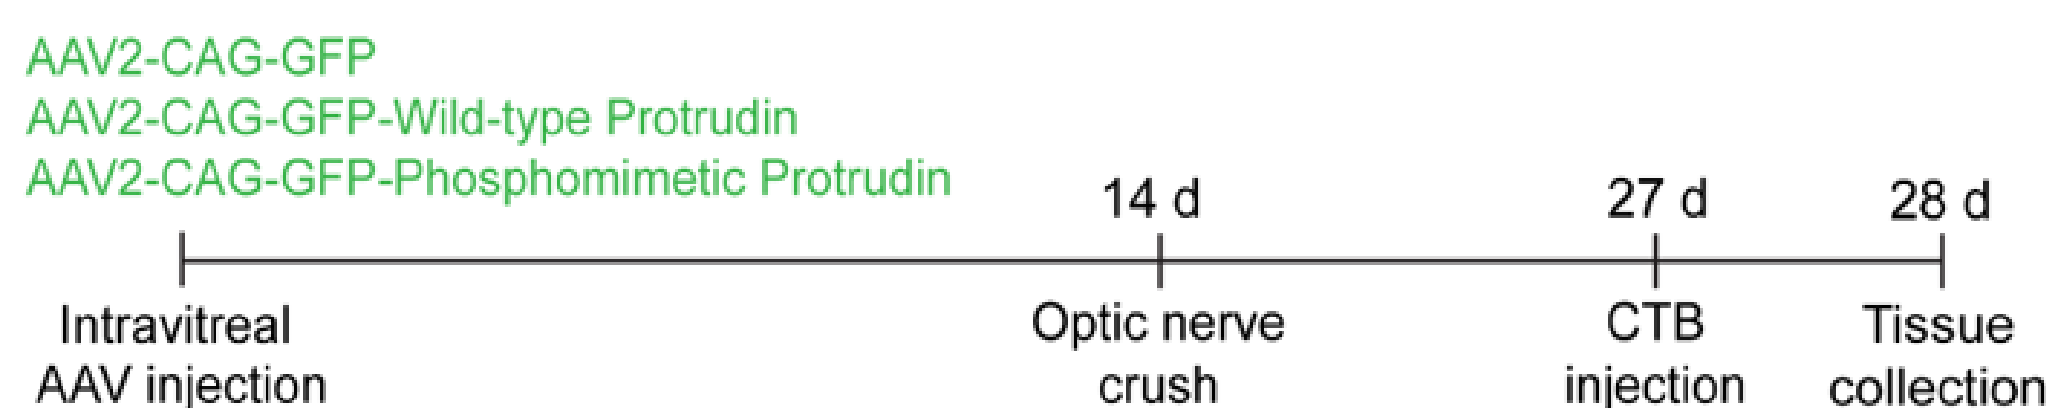 AAV2-CAG-GFP
AAV2-CAG-GFP-Wild-type Protrudin
AAV2-CAG-GFP-Phosphomimetic Protrudin
14 d
27 d
28 d
Intravitreal
AAV injection
Optic nerve
crush
CTB
injection
Tissue
collection